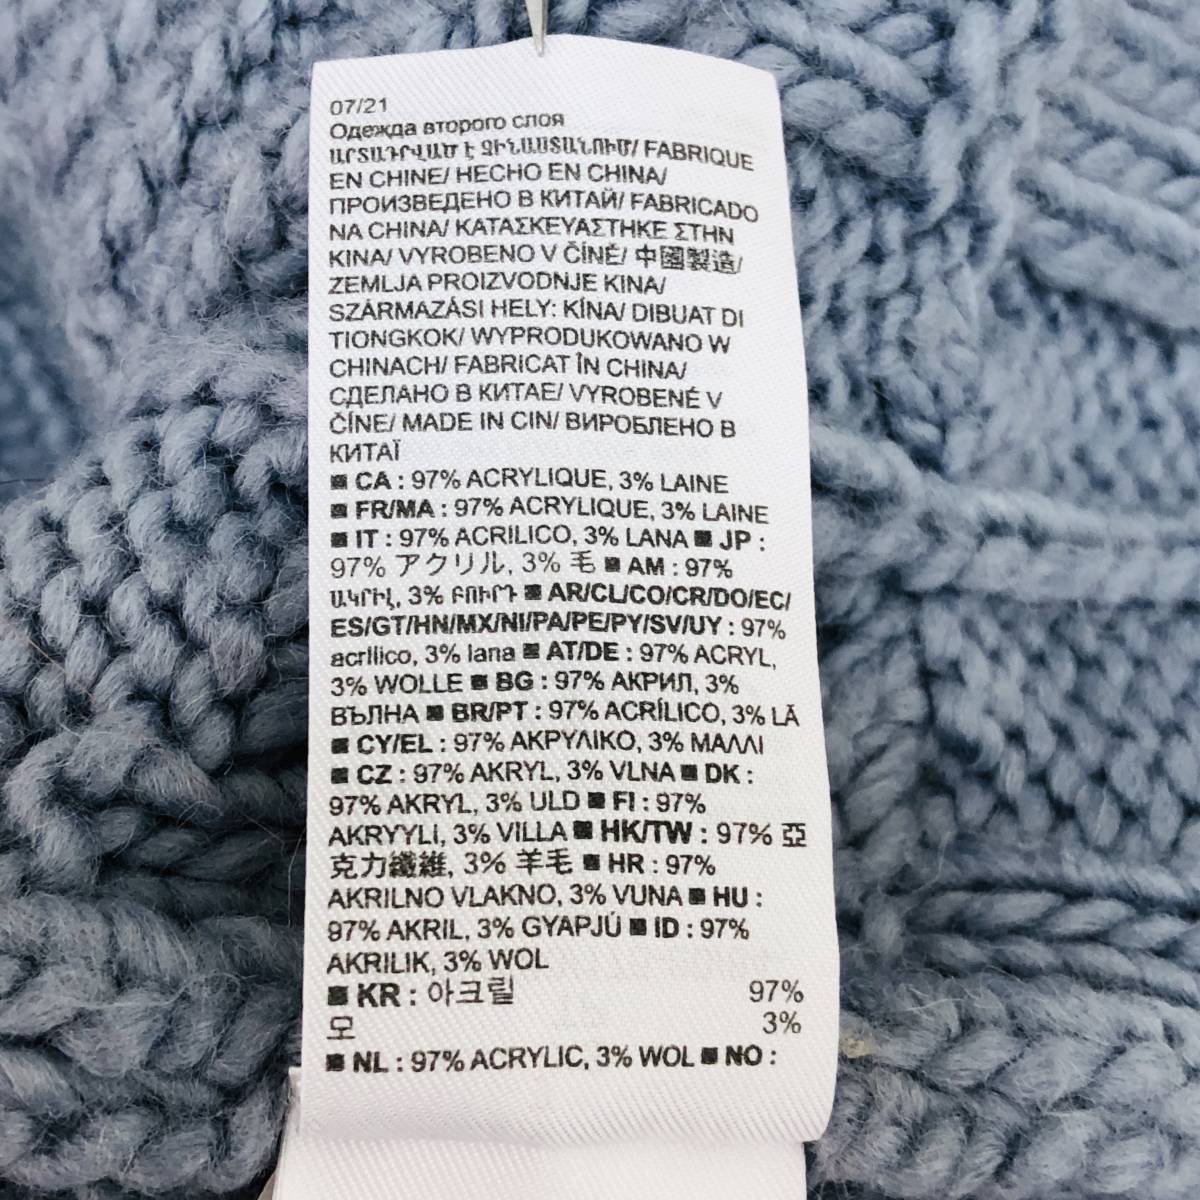 07/21
Одежда второго слоя
ԱՐՏԱԴՐՎԱԾ Է ՉԻՆԱՍՏԱՆՈՒՄ/ FABRIQUE
EN CHINE/ HECHO EN CHINA/
ПРОИЗВЕДЕНО В КИТАЙ/ FABRICADO
NA CHINA/ ΚΑΤΑΣΚΕΥΑΣΤΗΚΕ ΣΤΗΝ
ΚΙΝΑ/ VYROBENO V ČÍNĚ/ 中國製造/
ZEMLJA PROIZVODNJE KINA/
SZÁRMAZÁSI HELY: KÍNA/ DIBUAT DI
TIONGKOK/ WYPRODUKOWANO W
CHINACH/ FABRICAT ÎN CHINA/
СДЕЛАНО В КИТАЕ/ VYROBENÉ V
ČÍNE/ MADE IN CIN/ ВИРОБЛЕНО В
КИТАЇ
■ CA : 97% ACRYLIQUE, 3% LAINE
■ FR/MA : 97% ACRYLIQUE, 3% LAINE
■ IT : 97% ACRILICO, 3% LANA ■ JP :
97% アクリル, 3% 毛 ■ AM : 97%
ԱԿՐԻԼ, 3% ԲՈՒՐԴ ■ AR/CL/CO/CR/DO/EC/
ES/GT/HN/MX/NI/PA/PE/PY/SV/UY : 97%
acrílico, 3% lana ■ AT/DE : 97% ACRYL,
3% WOLLE ■ BG : 97% АКРИЛ, 3%
ВЪЛНА ■ BR/PT : 97% ACRÍLICO, 3% LÃ
■ CY/EL : 97% ΑΚΡΥΛΙΚΟ, 3% ΜΑΛΛΙ
■ CZ : 97% AKRYL, 3% VLNA ■ DK :
97% AKRYL, 3% ULD ■ FI : 97%
AKRYYLI, 3% VILLA ■ HK/TW : 97% 亞
克力纖維, 3% 羊毛 ■ HR : 97%
AKRILNO VLAKNO, 3% VUNA ■ HU :
97% AKRIL, 3% GYAPJÚ ■ ID : 97%
AKRILIK, 3% WOL
■ KR : 아크릴 97%
모 3%
■ NL : 97% ACRYLIC, 3% WOL ■ NO :